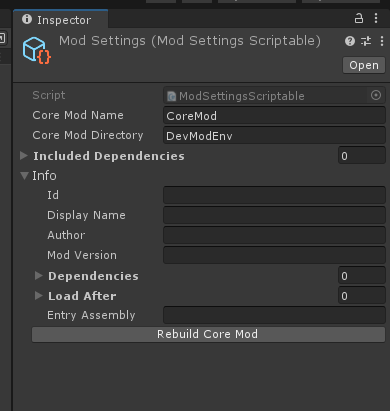 Inspector
Mod Settings (Mod Settings Scriptable)
Open
Script ModSettingsScriptable
Core Mod Name CoreMod
Core Mod Directory DevModEnv
Included Dependencies 0
Info
Id
Display Name
Author
Mod Version
Dependencies 0
Load After 0
Entry Assembly
Rebuild Core Mod